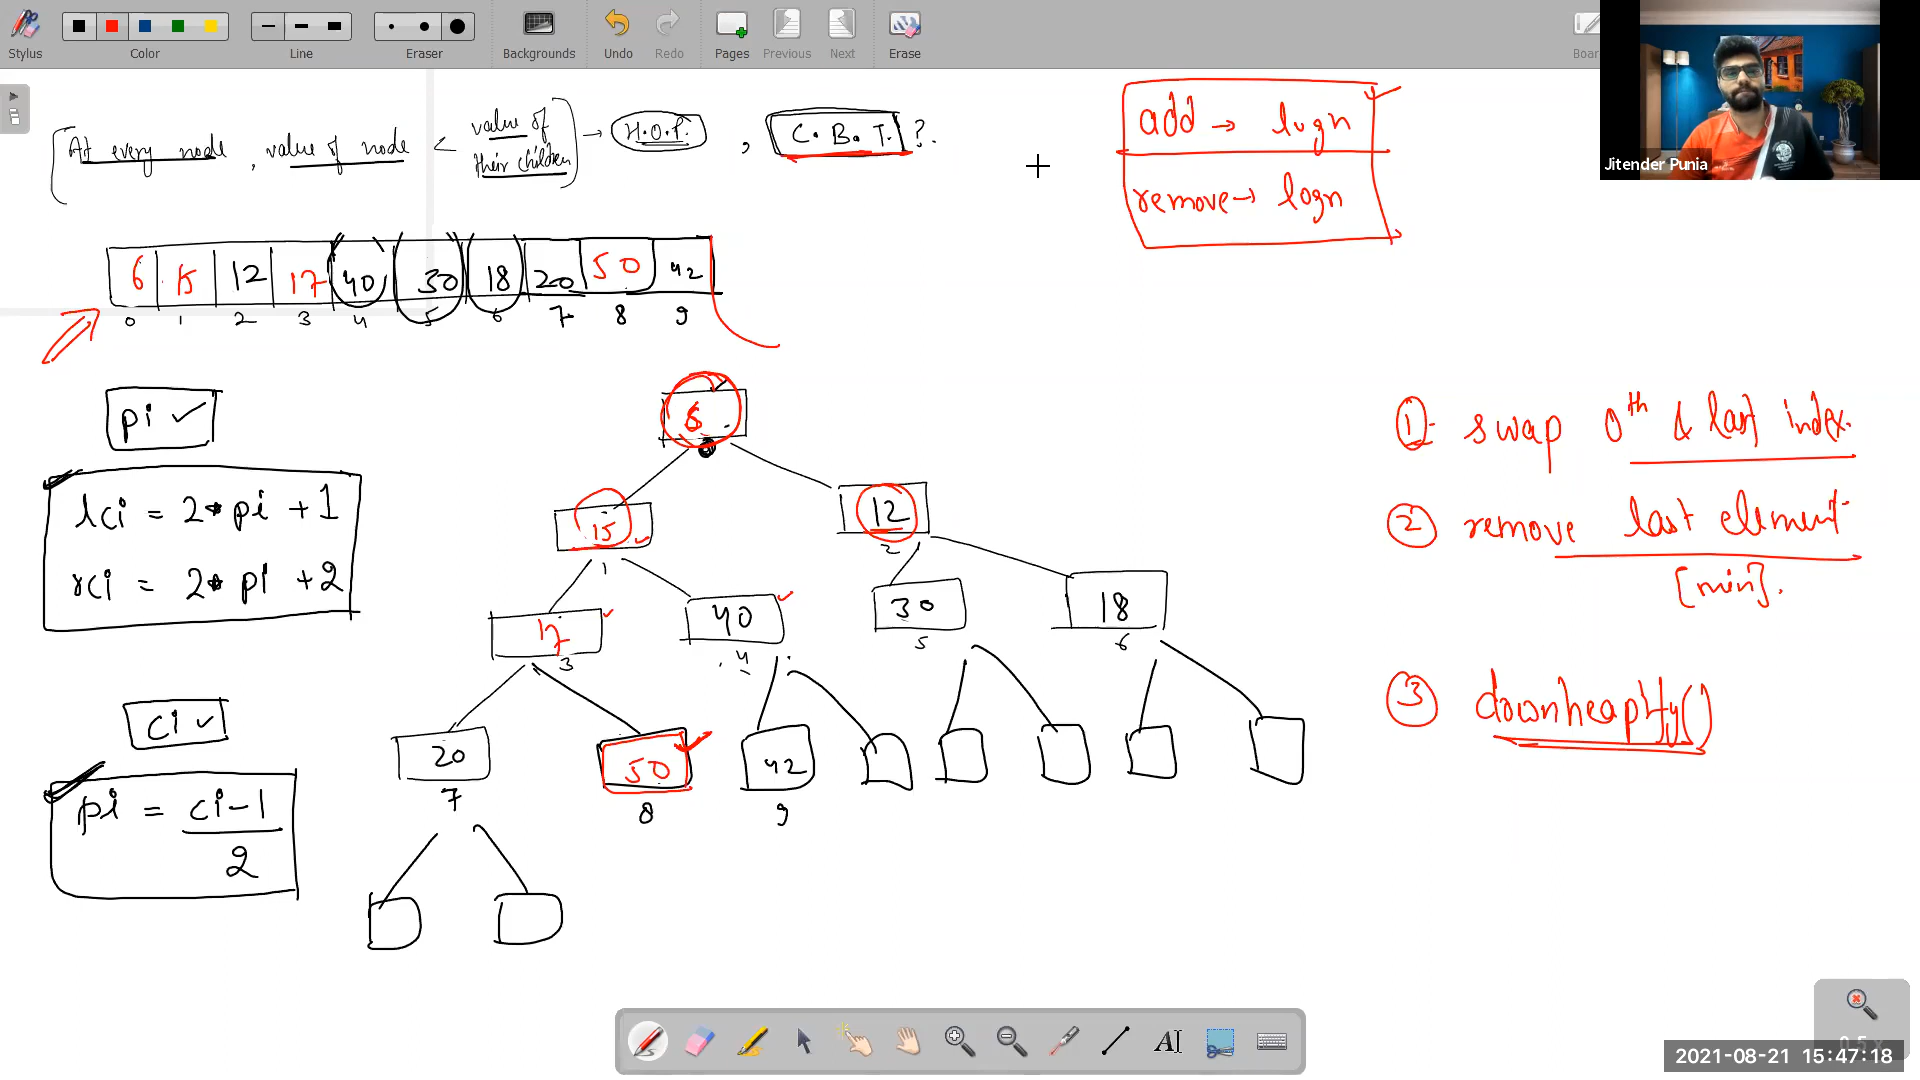 Stylus
Color
Line
Eraser
Backgrounds
Undo
Redo
Pages
Previous
Next
Erase
Boar
Jitender Punia
[At every node, value of node < value of their children] → H.O.P. , C.B.T. ?
add → logn
remove → logn
6 15 12 17 40 30 18 20 50 42
0 1 2 3 4 5 6 7 8 9
pi ✓
lci = 2* pi + 1
rci = 2* pi + 2
ci ✓
pi = ci-1
2
6
15
1
12
2
17
3
40
4
30
5
18
6
20
7
50
8
42
9
① swap 0th & last index.
② remove last element
[min].
③ downheapify()
AI
0.5 x
2021-08-21 15:47:18